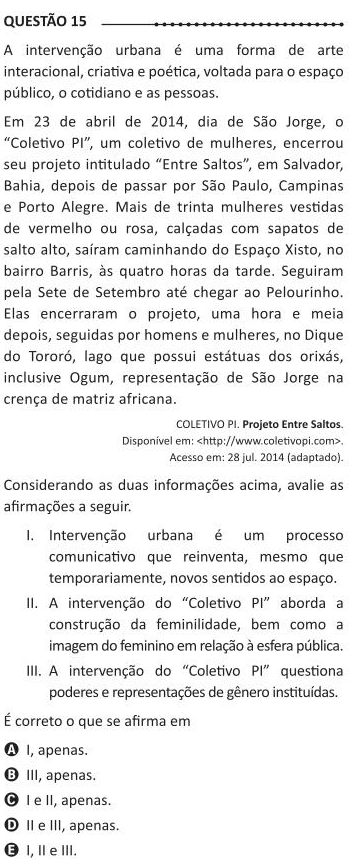 QUESTÃO 15
A intervenção urbana é uma forma de arte
interacional, criativa e poética, voltada para o espaço
público, o cotidiano e as pessoas.
Em 23 de abril de 2014, dia de São Jorge, o
“Coletivo PI”, um coletivo de mulheres, encerrou
seu projeto intitulado “Entre Saltos”, em Salvador,
Bahia, depois de passar por São Paulo, Campinas
e Porto Alegre. Mais de trinta mulheres vestidas
de vermelho ou rosa, calçadas com sapatos de
salto alto, saíram caminhando do Espaço Xisto, no
bairro Barris, às quatro horas da tarde. Seguiram
pela Sete de Setembro até chegar ao Pelourinho.
Elas encerraram o projeto, uma hora e meia
depois, seguidas por homens e mulheres, no Dique
do Tororó, lago que possui estátuas dos orixás,
inclusive Ogum, representação de São Jorge na
crença de matriz africana.
COLETIVO PI. Projeto Entre Saltos.
Disponível em: <http://www.coletivopi.com>.
Acesso em: 28 jul. 2014 (adaptado).
Considerando as duas informações acima, avalie as
afirmações a seguir.
I. Intervenção urbana é um processo
comunicativo que reinventa, mesmo que
temporariamente, novos sentidos ao espaço.
II. A intervenção do “Coletivo PI” aborda a
construção da feminilidade, bem como a
imagem do feminino em relação à esfera pública.
III. A intervenção do “Coletivo PI” questiona
poderes e representações de gênero instituídas.
É correto o que se afirma em
A I, apenas.
B III, apenas.
C I e II, apenas.
D II e III, apenas.
E I, II e III.